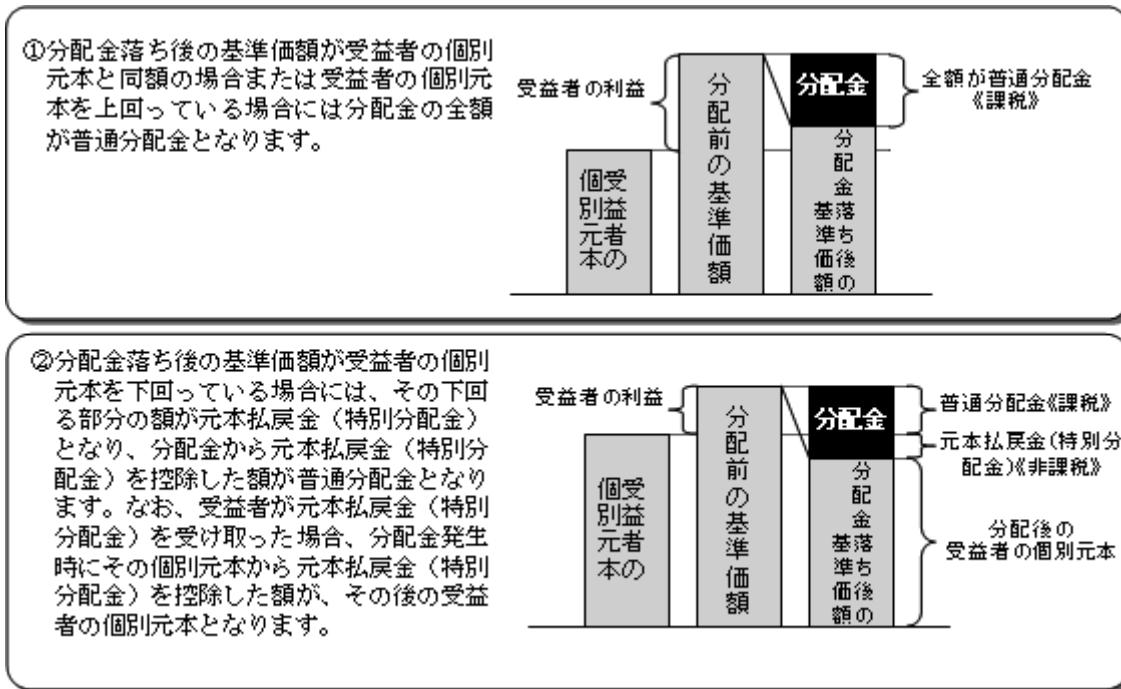 ①分配金落ち後の基準価額が受益者の個別
元本と同額の場合または受益者の個別元
本を上回っている場合には分配金の全額
が普通分配金となります。
受益者の利益
分配前の基準価額
分配金
全額が普通分配金
《課税》
受益者の
個別元本
分配金落ち後の
基準価額
②分配金落ち後の基準価額が受益者の個別
元本を下回っている場合には、その下回
る部分の額が元本払戻金（特別分配金）
となり、分配金から元本払戻金（特別分
配金）を控除した額が普通分配金となり
ます。なお、受益者が元本払戻金（特別
分配金）を受け取った場合、分配金発生
時にその個別元本から元本払戻金（特別
分配金）を控除した額が、その後の受益
者の個別元本となります。
受益者の利益
分配前の基準価額
分配金
普通分配金《課税》
元本払戻金(特別分
配金)《非課税》
受益者の
個別元本
分配金落ち後の
基準価額
分配後の
受益者の個別元本